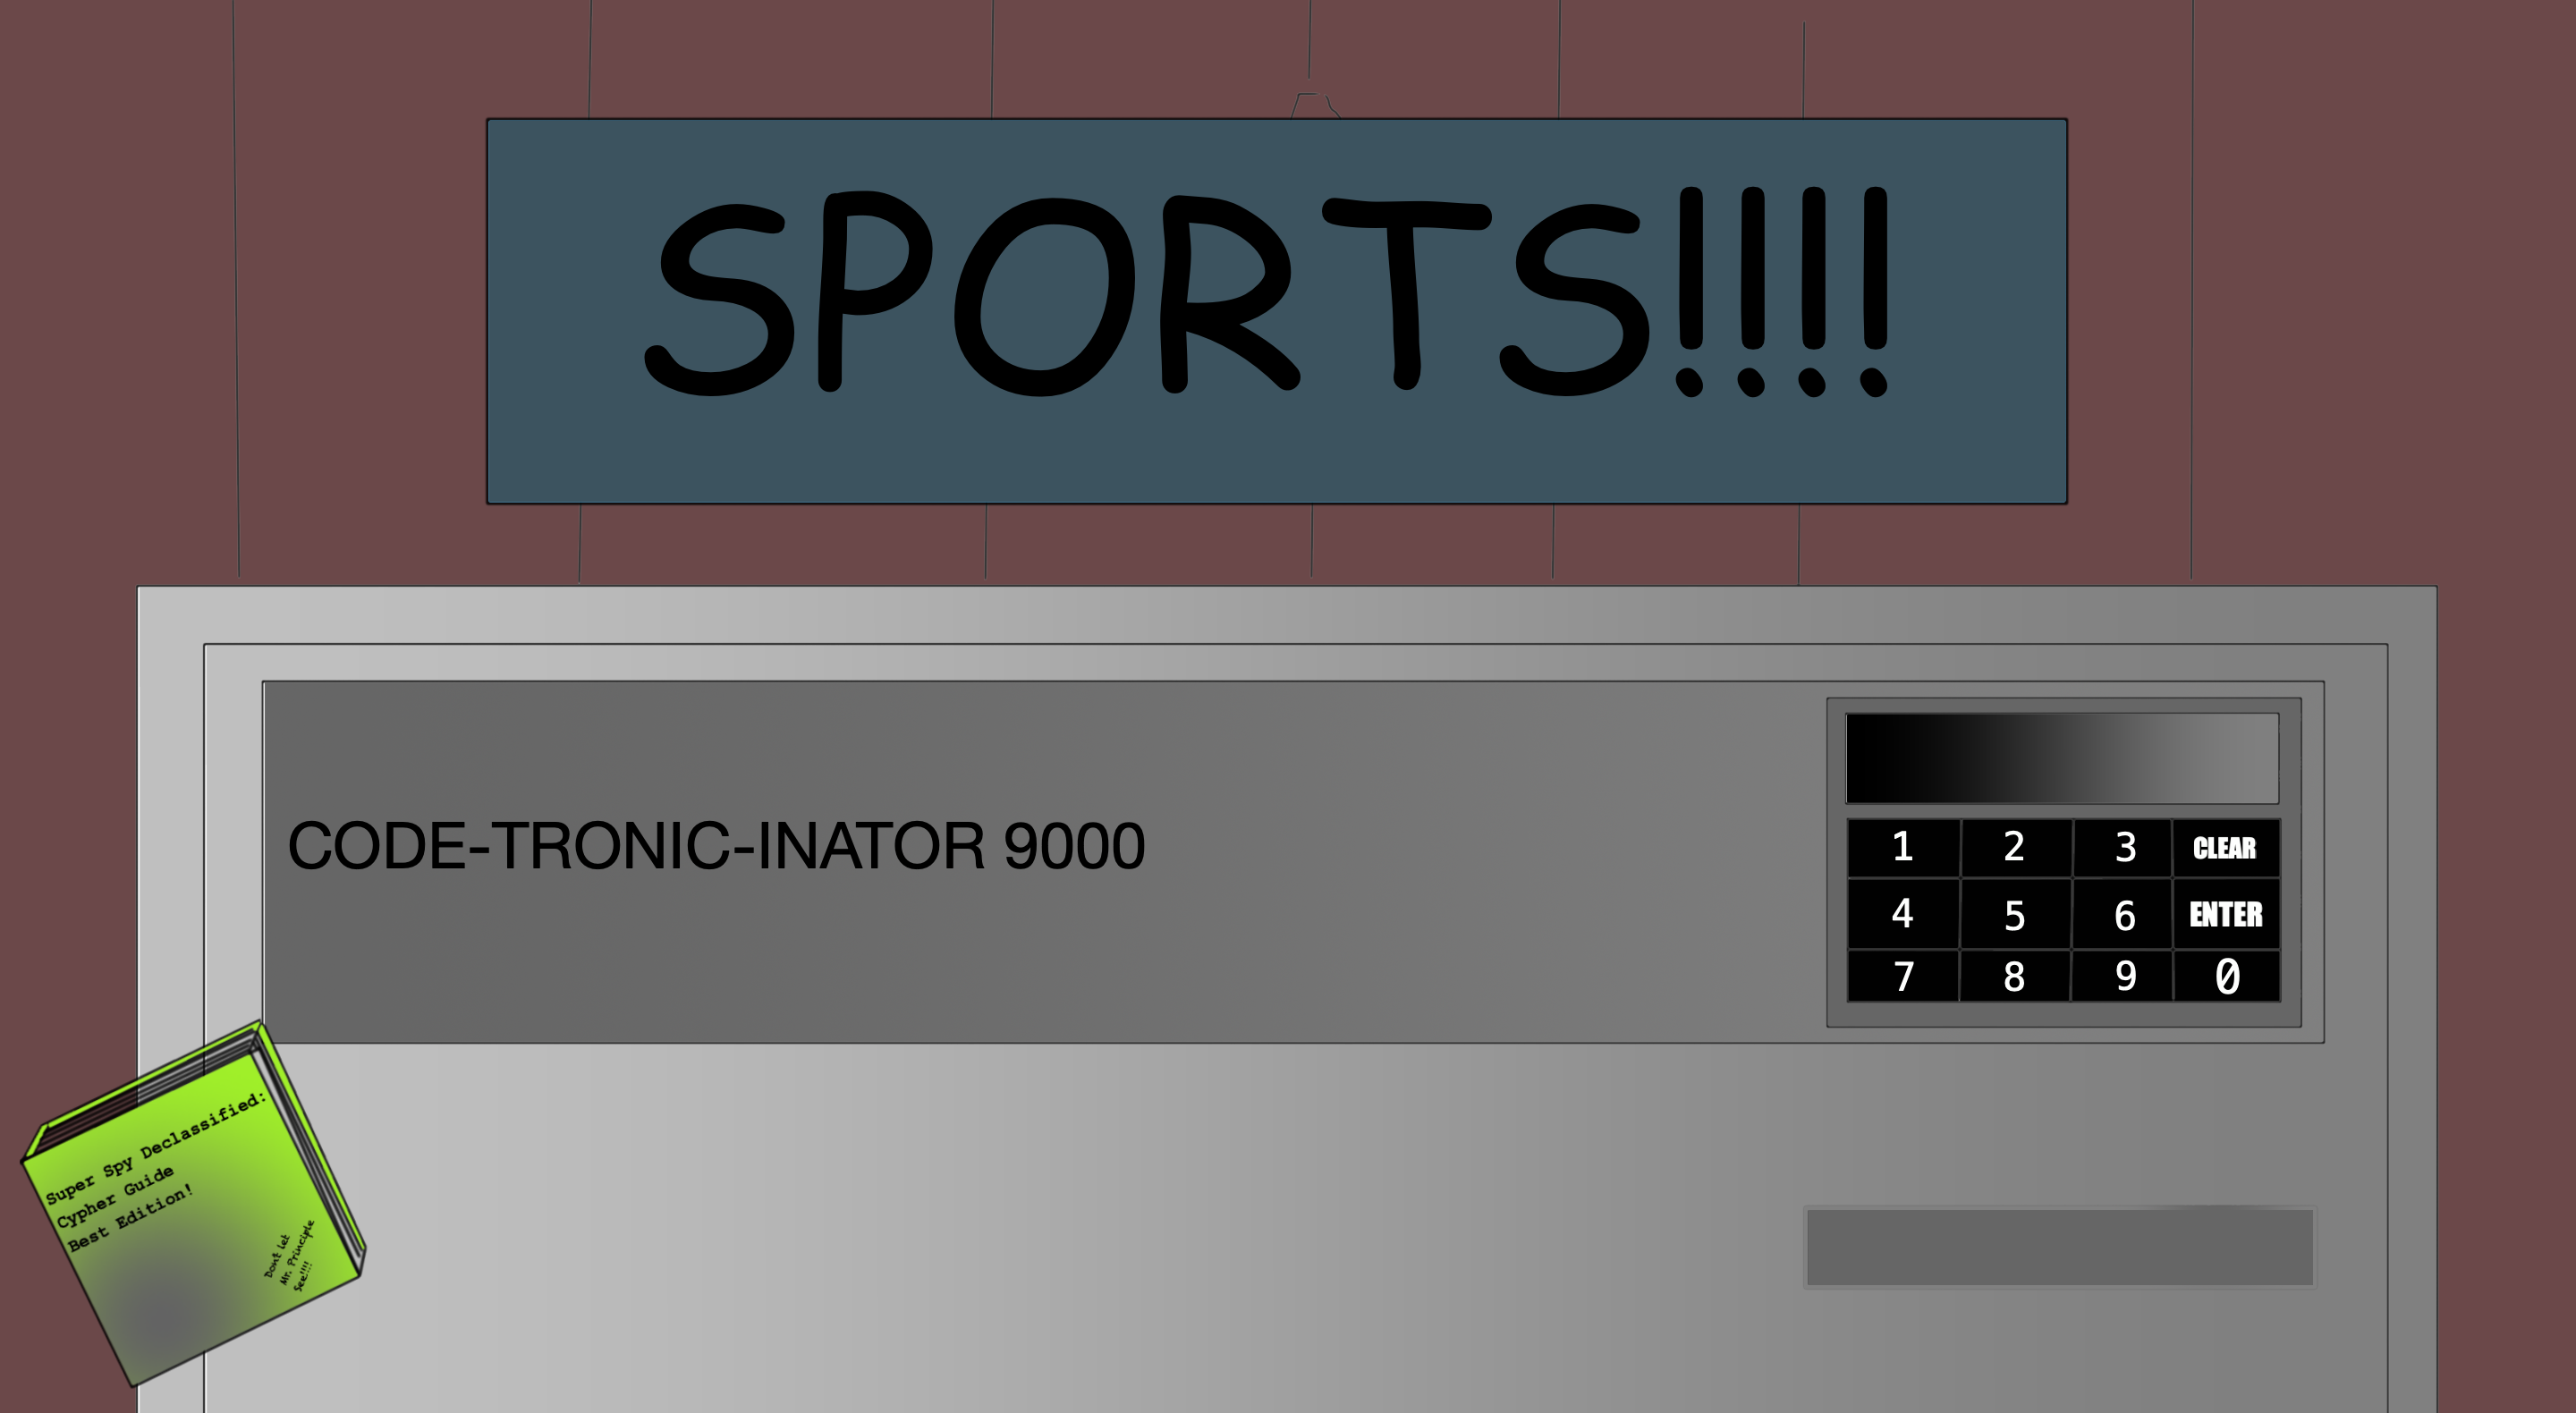 SPORTS!!!!
CODE-TRONIC-INATOR 9000
1 2 3 CLEAR
4 5 6 ENTER
7 8 9 0
Super Spy Declassified:
Cypher Guide
Best Edition!
Don't let
Mr. Principle
See!!!!